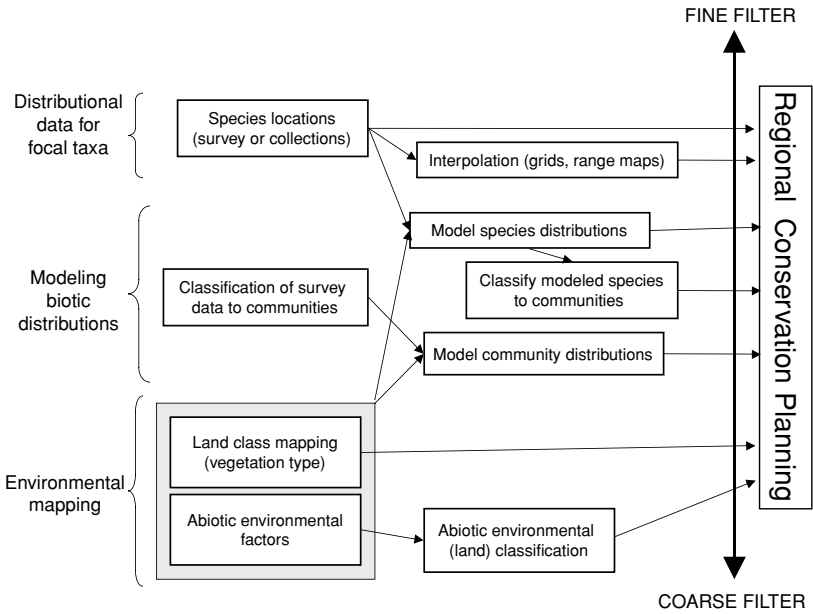 FINE FILTER
Distributional
data for
focal taxa
Species locations
(survey or collections)
Interpolation (grids, range maps)
Modeling
biotic
distributions
Model species distributions
Classification of survey
data to communities
Classify modeled species
to communities
Model community distributions
Environmental
mapping
Land class mapping
(vegetation type)
Abiotic environmental
factors
Abiotic environmental
(land) classification
Regional Conservation Planning
COARSE FILTER